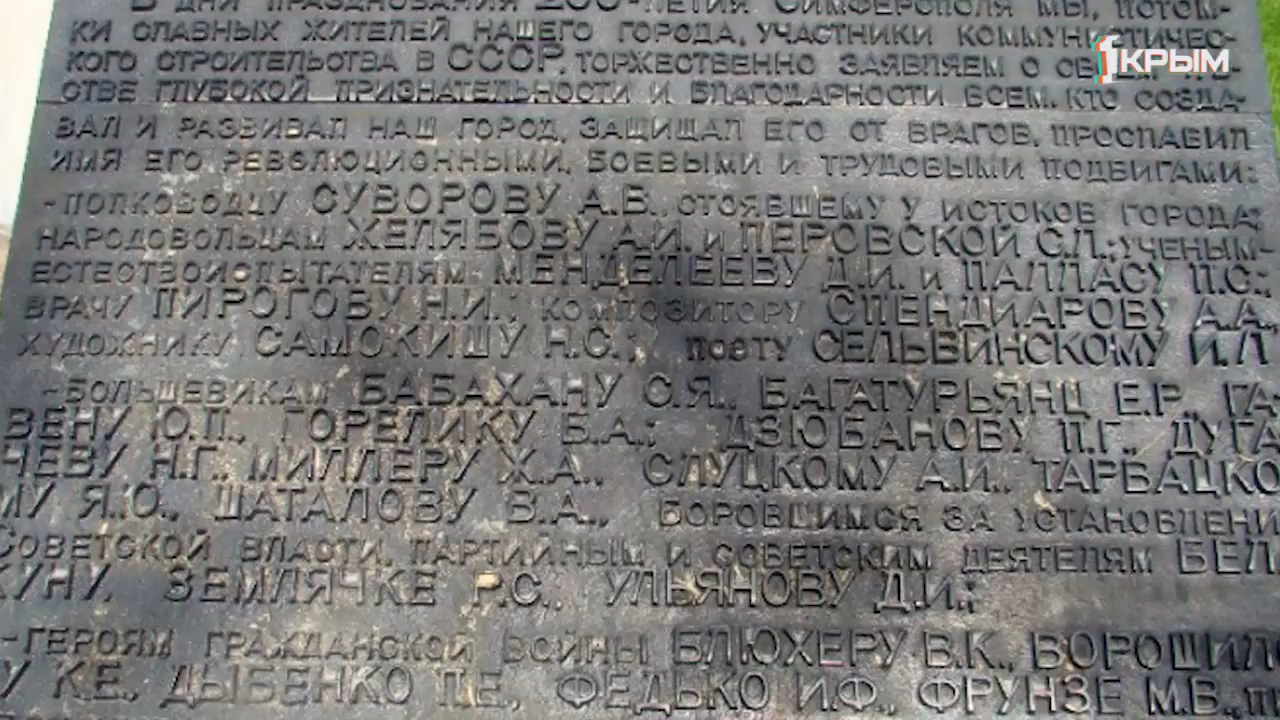 В ДНИ ПРАЗДНОВАНИЯ 200-ЛЕТИЯ СИМФЕРОПОЛЯ МЫ, ПОТОМ-
КИ СЛАВНЫХ ЖИТЕЛЕЙ НАШЕГО ГОРОДА, УЧАСТНИКИ КОММУНИСТИЧЕС-
КОГО СТРОИТЕЛЬСТВА В СССР, ТОРЖЕСТВЕННО ЗАЯВЛЯЕМ О
1КРЫМ
СТВЕ ГЛУБОКОЙ ПРИЗНАТЕЛЬНОСТИ И БЛАГОДАРНОСТИ ВСЕМ, КТО СОЗДА-
ВАЛ И РАЗВИВАЛ НАШ ГОРОД, ЗАЩИЩАЛ ЕГО ОТ ВРАГОВ, ПРОСЛАВИЛ
ИМЯ ЕГО РЕВОЛЮЦИОННЫМИ, БОЕВЫМИ И ТРУДОВЫМИ ПОДВИГАМИ:
- ПОЛКОВОДЦУ СУВОРОВУ А.В., СТОЯВШЕМУ У ИСТОКОВ ГОРОДА;
НАРОДОВОЛЬЦАМ ЖЕЛЯБОВУ А.И. И ПЕРОВСКОЙ С.Л.; УЧЕНЫМ-
ЕСТЕСТВОИСПЫТАТЕЛЯМ МЕНДЕЛЕЕВУ Д.И. И ПАЛЛАСУ П.С.;
ВРАЧУ ПИРОГОВУ Н.И.; КОМПОЗИТОРУ СПЕНДИАРОВУ А.А.,
ХУДОЖНИКУ САМОКИШУ Н.С.; ПОЭТУ СЕЛЬВИНСКОМУ И.Л
- БОЛЬШЕВИКАМ БАБАХАНУ С.Я., БАГАТУРЬЯНЦ Е.Р., ГА-
ВЕНУ Ю.П., ГОРЕЛИКУ Б.А.; ДЗЮБАНОВУ П.Г., ДУГА
ЧЕВУ Н.Г., МИЛЛЕРУ Х.А., СЛУЦКОМУ А.И., ТАРВАЦКО
МУ Я.Ю., ШАТАЛОВУ В.А., БОРОВШИМСЯ ЗА УСТАНОВЛЕНИ
СОВЕТСКОЙ ВЛАСТИ, ПАРТИЙНЫМ И СОВЕТСКИМ ДЕЯТЕЛЯМ БЕЛ
КУНУ, ЗЕМЛЯЧКЕ Р.С., УЛЬЯНОВУ Д.И.;
- ГЕРОЯМ ГРАЖДАНСКОЙ ВОЙНЫ БЛЮХЕРУ В.К., ВОРОШИЛО
У К.Е., ДЫБЕНКО П.Е., ФЕДЬКО И.Ф., ФРУНЗЕ М.В.,